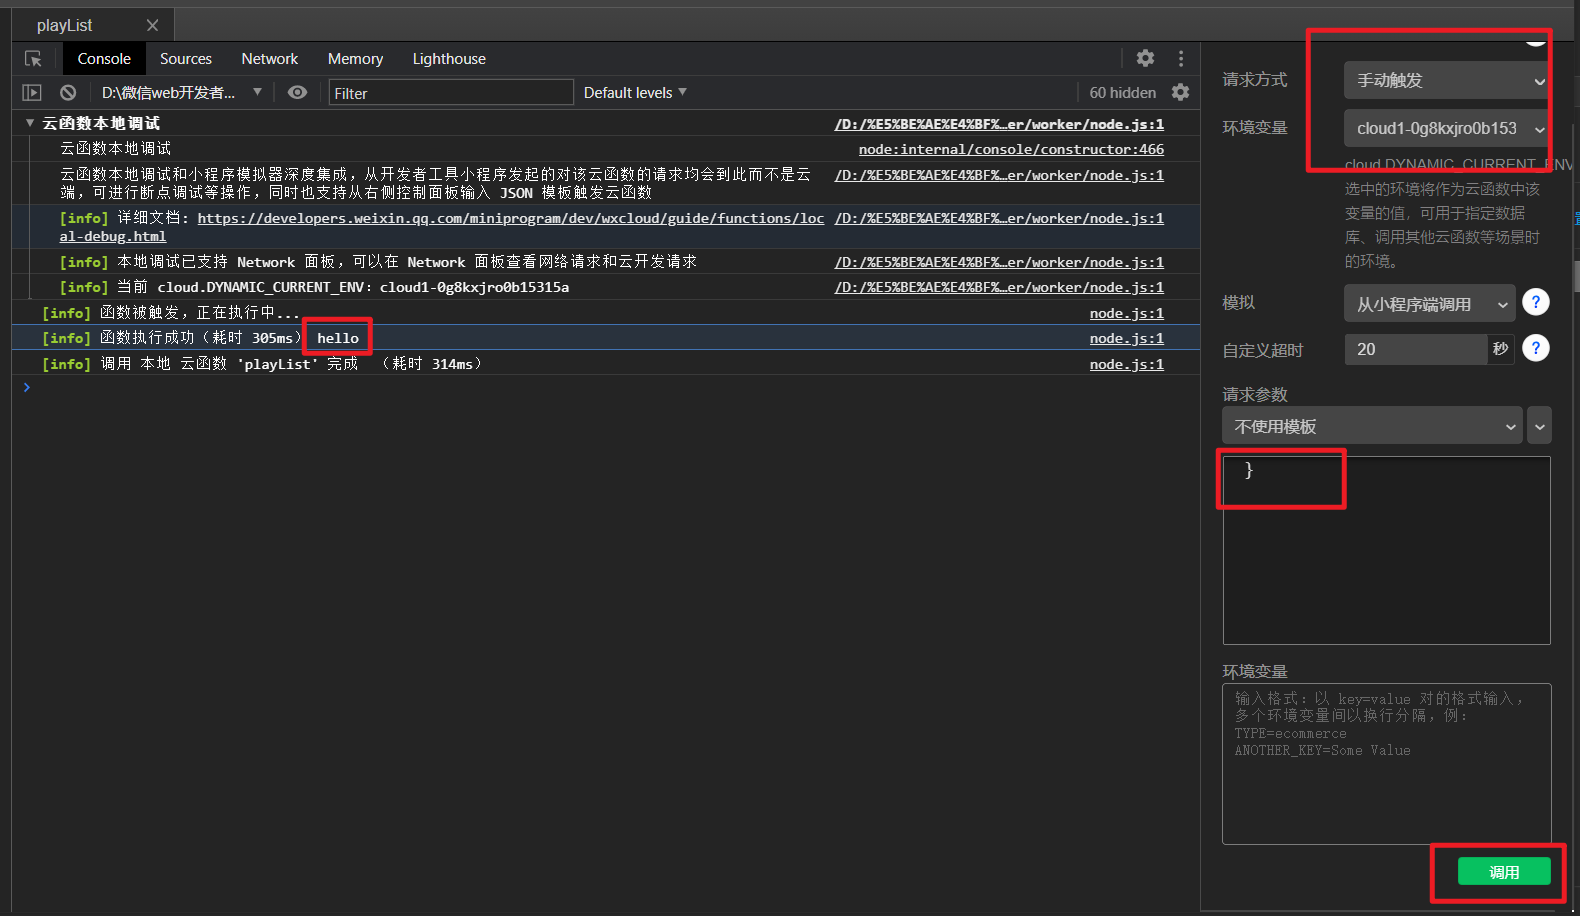 playList
Console Sources Network Memory Lighthouse
D:\微信web开发者... Filter Default levels 60 hidden
云函数本地调试 /D:/%E5%BE%AE%E4%BF%…er/worker/node.js:1
云函数本地调试 node:internal/console/constructor:466
云函数本地调试和小程序模拟器深度集成，从开发者工具小程序发起的对该云函数的请求均会到此而不是云 /D:/%E5%BE%AE%E4%BF%…er/worker/node.js:1
端，可进行断点调试等操作，同时也支持从右侧控制面板输入 JSON 模板触发云函数
[info] 详细文档: https://developers.weixin.qq.com/miniprogram/dev/wxcloud/guide/functions/loc /D:/%E5%BE%AE%E4%BF%…er/worker/node.js:1
al-debug.html
[info] 本地调试已支持 Network 面板，可以在 Network 面板查看网络请求和云开发请求 /D:/%E5%BE%AE%E4%BF%…er/worker/node.js:1
[info] 当前 cloud.DYNAMIC_CURRENT_ENV：cloud1-0g8kxjro0b15315a /D:/%E5%BE%AE%E4%BF%…er/worker/node.js:1
[info] 函数被触发，正在执行中... node.js:1
[info] 函数执行成功（耗时 305ms） hello node.js:1
[info] 调用 本地 云函数 'playList' 完成 （耗时 314ms） node.js:1
请求方式 手动触发
环境变量 cloud1-0g8kxjro0b153
cloud.DYNAMIC_CURRENT_ENV
选中的环境将作为云函数中该
变量的值，可用于指定数据
库、调用其他云函数等场景时
的环境。
模拟 从小程序端调用 ?
自定义超时 20 秒 ?
请求参数
不使用模板
}
环境变量
输入格式：以 key=value 对的格式输入，
多个环境变量间以换行分隔，例：
TYPE=ecommerce
ANOTHER_KEY=Some Value
调用